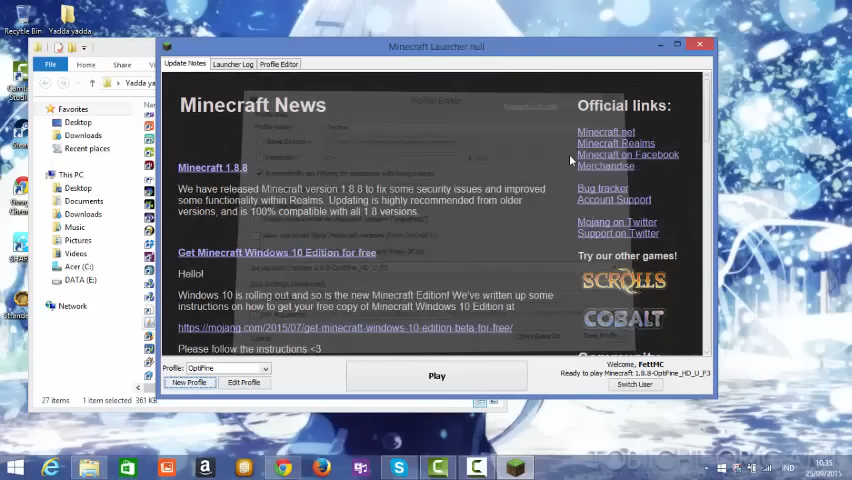 Recycle Bin
Yadda yadda
File
Home
Share
Yadda ya
Favorites
Desktop
Downloads
Recent places
This PC
Desktop
Documents
Downloads
Music
Pictures
Videos
Acer (C:)
DATA (E:)
Network
27 items
1 item selected 361 KB
Minecraft Launcher null
Update Notes
Launcher Log
Profile Editor
Minecraft News
Minecraft 1.8.8
We have released Minecraft version 1.8.8 to fix some security issues and improved
some functionality within Realms. Updating is highly recommended from older
versions, and is 100% compatible with all 1.8 versions.
Get Minecraft Windows 10 Edition for free
Hello!
Windows 10 is rolling out and so is the new Minecraft Edition! We've written up some
instructions on how to get your free copy of Minecraft Windows 10 Edition at
https://mojang.com/2015/07/get-minecraft-windows-10-edition-beta-for-free/
Please follow the instructions <3
Official links:
Minecraft.net
Minecraft Realms
Minecraft on Facebook
Merchandise
Bug tracker
Account Support
Mojang on Twitter
Support on Twitter
Try our other games!
SCROLLS
COBALT
Profile:
OptiFine
New Profile
Edit Profile
Play
Welcome, FettMC
Ready to play Minecraft 1.8.8-OptiFine_HD_U_F3
Switch User
IND
10:35
25/09/2015